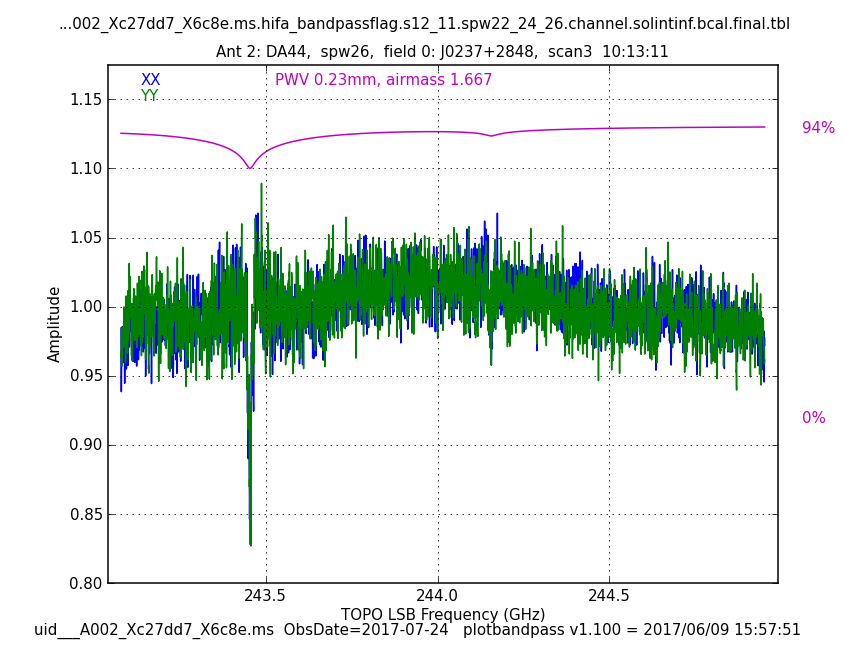 ...002_Xc27dd7_X6c8e.ms.hifa_bandpassflag.s12_11.spw22_24_26.channel.solintinf.bcal.final.tbl
Ant 2: DA44,  spw26,  field 0: J0237+2848,  scan3  10:13:11
XX
PWV 0.23mm, airmass 1.667
YY
1.15
94%
1.10
1.05
1.00
Amplitude
0.95
0%
0.90
0.85
0.80
243.5
244.0
244.5
TOPO LSB Frequency (GHz)
uid___A002_Xc27dd7_X6c8e.ms  ObsDate=2017-07-24   plotbandpass v1.100 = 2017/06/09 15:57:51